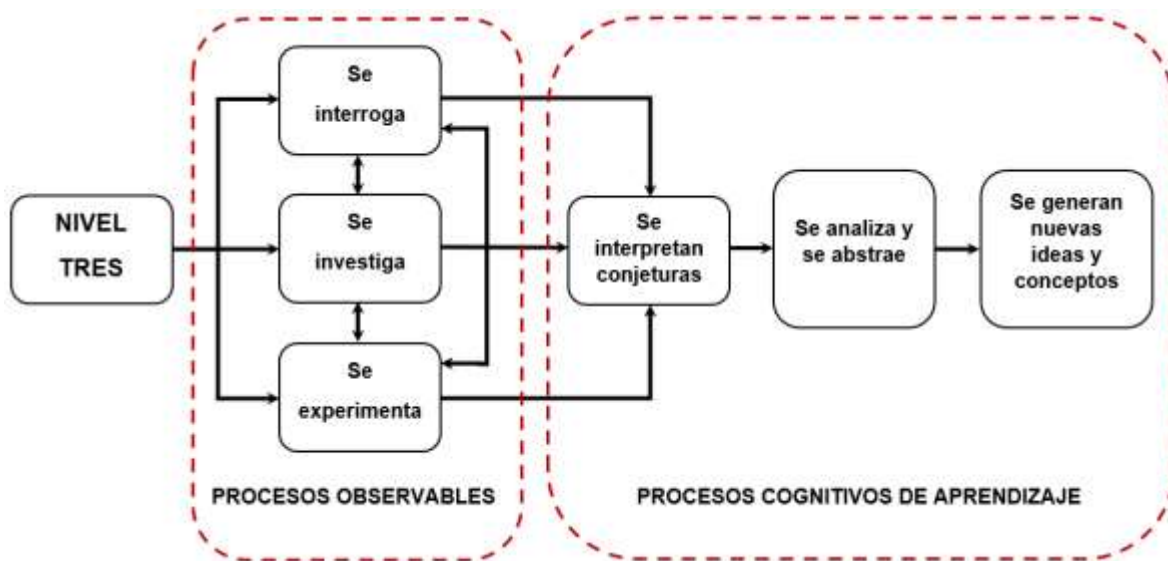 NIVEL
TRES
Se
interroga
Se
investiga
Se
experimenta
PROCESOS OBSERVABLES
Se
interpretan
conjeturas
Se analiza y
se abstrae
Se generan
nuevas
ideas y
conceptos
PROCESOS COGNITIVOS DE APRENDIZAJE